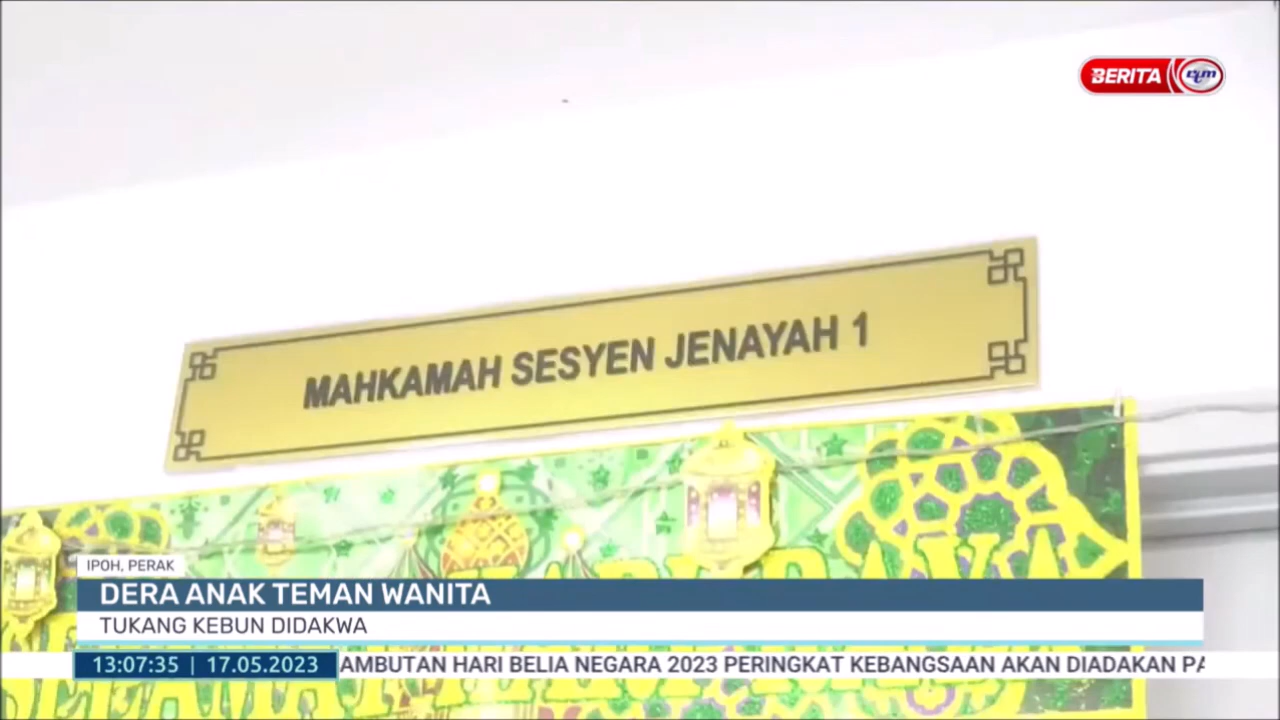 BERITA rtm
MAHKAMAH SESYEN JENAYAH 1
IPOH, PERAK
DERA ANAK TEMAN WANITA
TUKANG KEBUN DIDAKWA
13:07:35 | 17.05.2023 AMBUTAN HARI BELIA NEGARA 2023 PERINGKAT KEBANGSAAN AKAN DIADAKAN PA